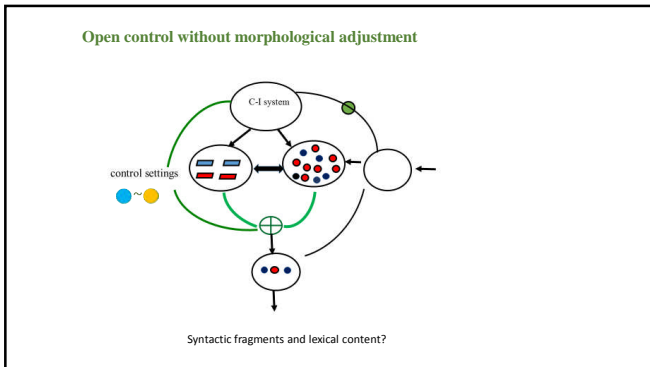 Open control without morphological adjustment
C-I system
control settings
~
Syntactic fragments and lexical content?